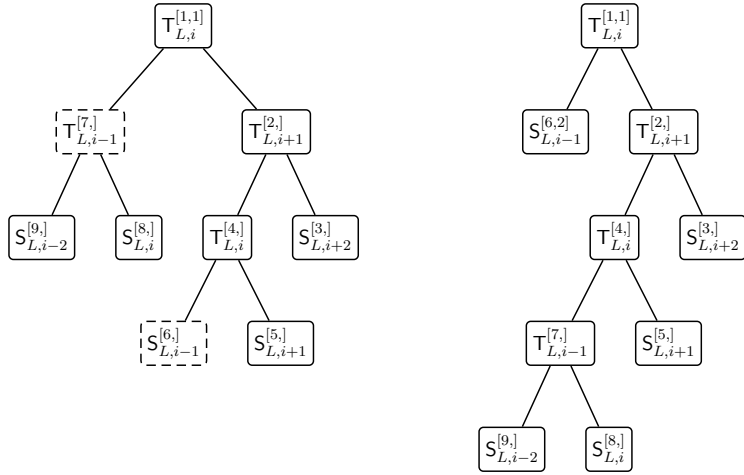 T^{[1,1]}_{L,i} T^{[1,1]}_{L,i}
T^{[7,]}_{L,i-1} T^{[2,]}_{L,i+1} S^{[6,2]}_{L,i-1} T^{[2,]}_{L,i+1}
S^{[9,]}_{L,i-2} S^{[8,]}_{L,i} T^{[4,]}_{L,i} S^{[3,]}_{L,i+2} T^{[4,]}_{L,i} S^{[3,]}_{L,i+2}
S^{[6,]}_{L,i-1} S^{[5,]}_{L,i+1} T^{[7,]}_{L,i-1} S^{[5,]}_{L,i+1}
S^{[9,]}_{L,i-2} S^{[8,]}_{L,i}